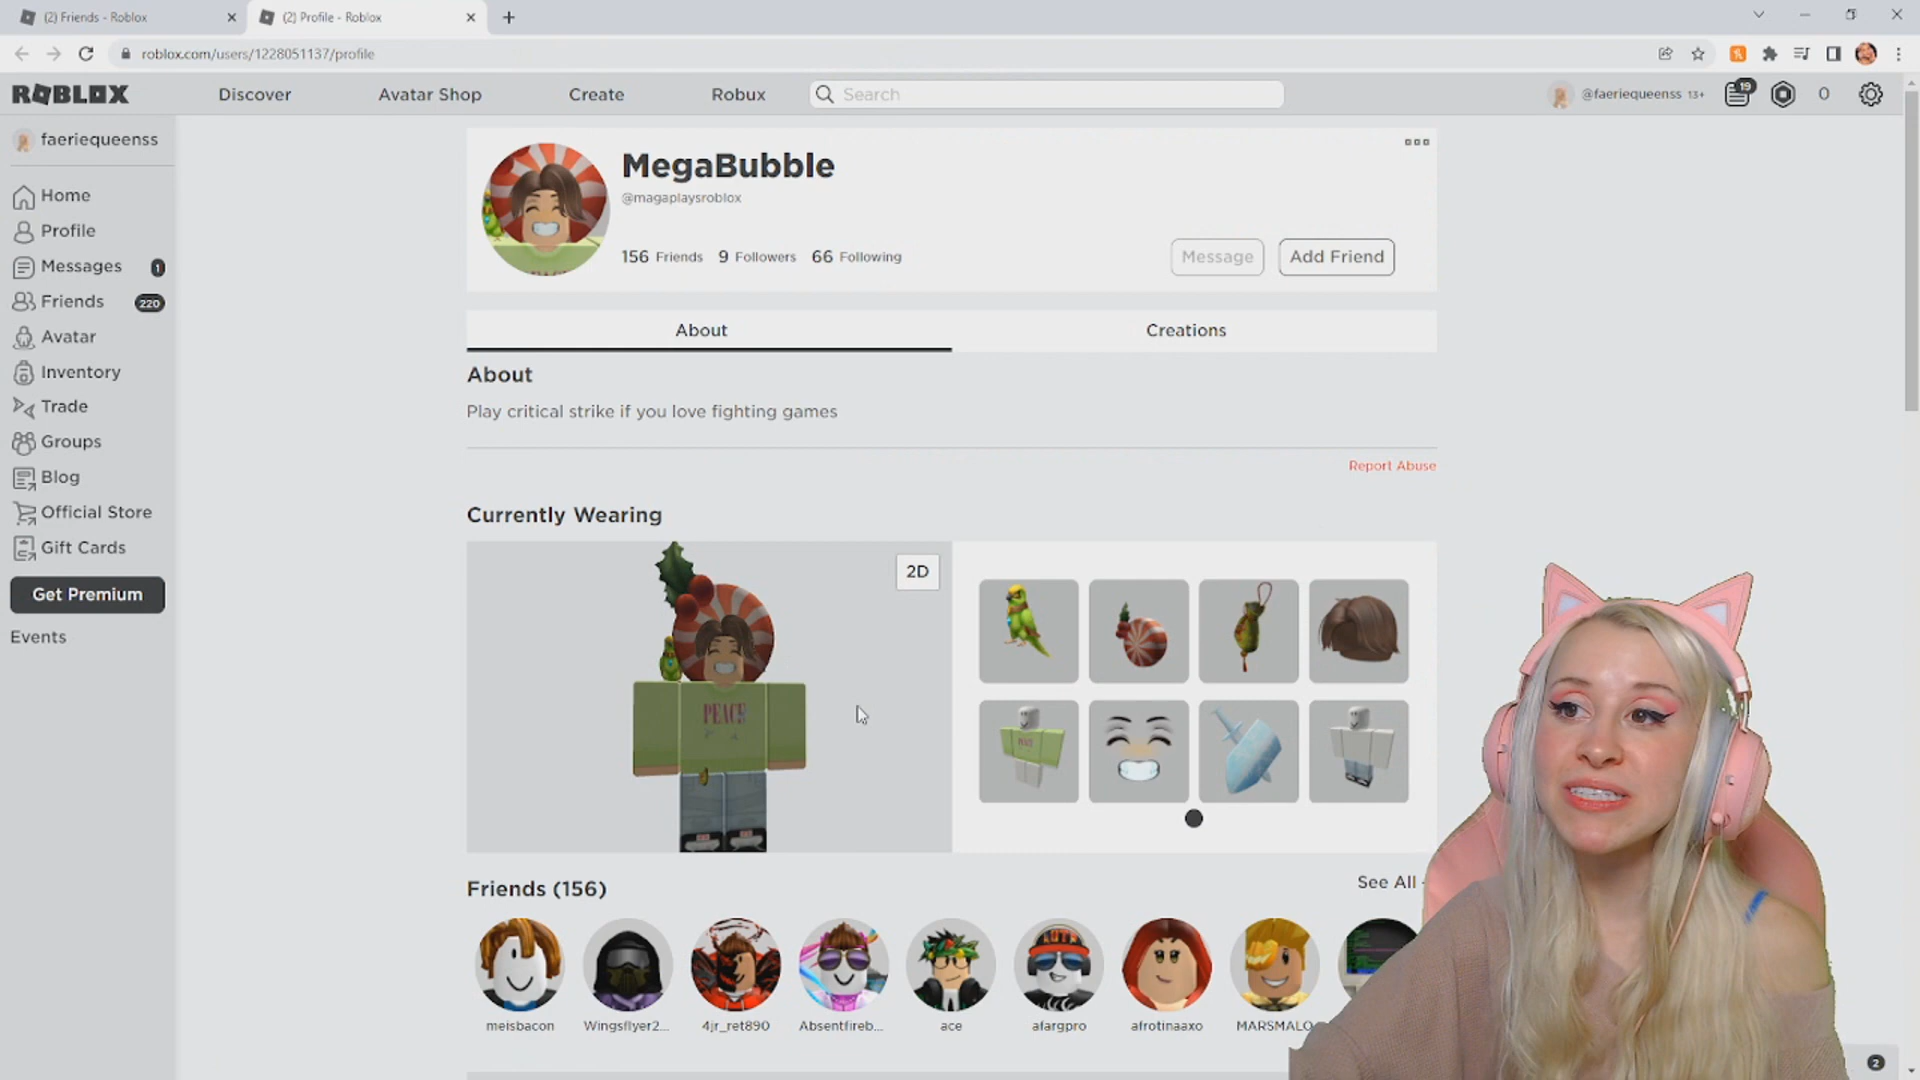 (2) Friends - Roblox
(2) Profile - Roblox
roblox.com/users/1228051137/profile
ROBLOX
Discover
Avatar Shop
Create
Robux
Search
@faeriequeenss 13+
19
0
faeriequeenss
Home
Profile
Messages 1
Friends 220
Avatar
Inventory
Trade
Groups
Blog
Official Store
Gift Cards
Get Premium
Events
MegaBubble
@magaplaysroblox
156 Friends 9 Followers 66 Following
Message
Add Friend
About
Creations
About
Play critical strike if you love fighting games
Report Abuse
Currently Wearing
2D
PEACE
Friends (156)
See All
meisbacon
Wingsflyer2...
4jr_ret890
Absentfireb...
ace
afargpro
afrotinaaxo
MARSMALO
2